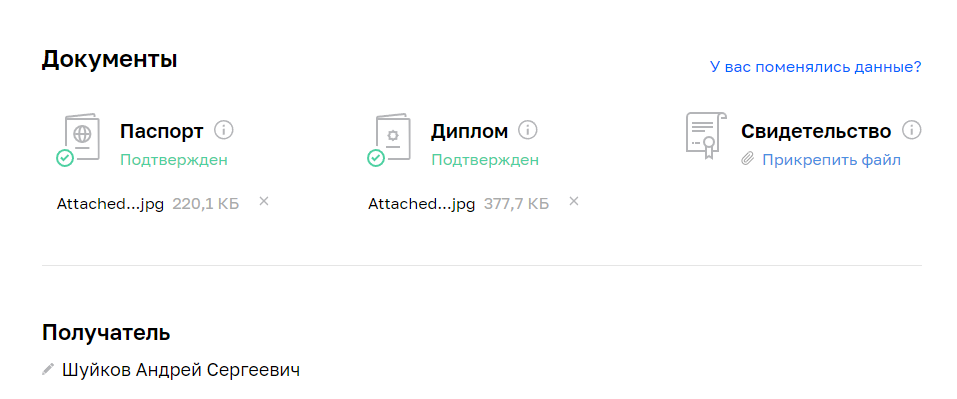 Документы
У вас поменялись данные?
Паспорт
Подтвержден
Диплом
Подтвержден
Свидетельство
Прикрепить файл
Attached...jpg 220,1 КБ
Attached...jpg 377,7 КБ
Получатель
Шуйков Андрей Сергеевич